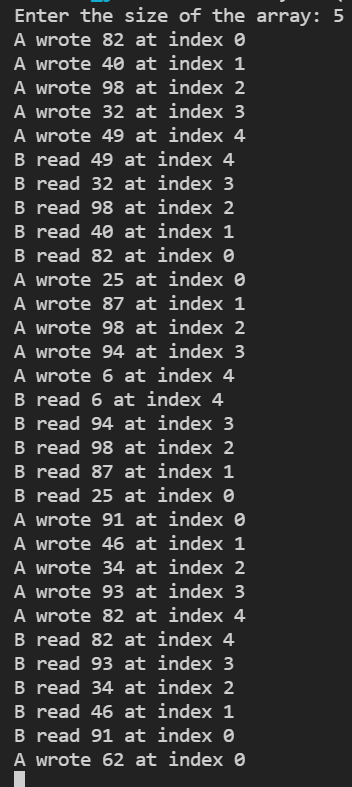 Enter the size of the array: 5
A wrote 82 at index 0
A wrote 40 at index 1
A wrote 98 at index 2
A wrote 32 at index 3
A wrote 49 at index 4
B read 49 at index 4
B read 32 at index 3
B read 98 at index 2
B read 40 at index 1
B read 82 at index 0
A wrote 25 at index 0
A wrote 87 at index 1
A wrote 98 at index 2
A wrote 94 at index 3
A wrote 6 at index 4
B read 6 at index 4
B read 94 at index 3
B read 98 at index 2
B read 87 at index 1
B read 25 at index 0
A wrote 91 at index 0
A wrote 46 at index 1
A wrote 34 at index 2
A wrote 93 at index 3
A wrote 82 at index 4
B read 82 at index 4
B read 93 at index 3
B read 34 at index 2
B read 46 at index 1
B read 91 at index 0
A wrote 62 at index 0